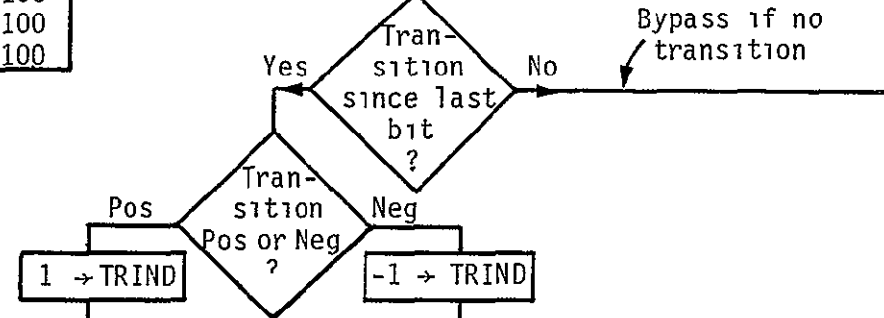 100
100
Tran-
sition
since last
bit
?
Yes
No
Bypass if no
transition
Tran-
sition
Pos or Neg
?
Pos
Neg
1 → TRIND
-1 → TRIND